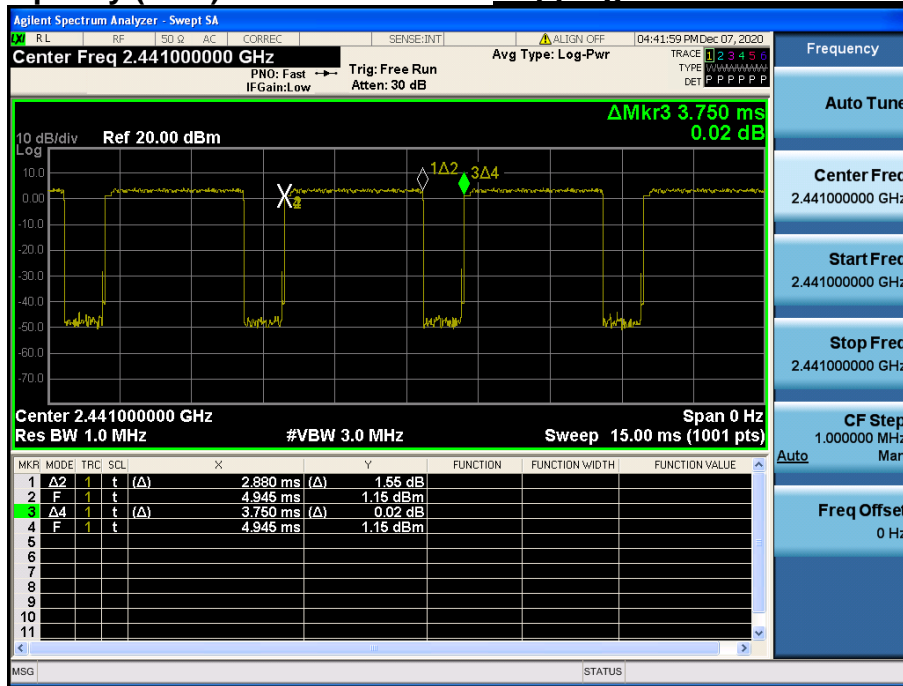 Agilent Spectrum Analyzer - Swept SA
LXI RL RF 50 Ω AC CORREC SENSE:INT ALIGN OFF 04:41:59 PM Dec 07, 2020
Center Freq 2.441000000 GHz Avg Type: Log-Pwr TRACE 1 2 3 4 5 6
PNO: Fast Trig: Free Run TYPE WWWWWW
IFGain:Low Atten: 30 dB DET P P P P P P
ΔMkr3 3.750 ms
10 dB/div Ref 20.00 dBm 0.02 dB
Log
10.0
0.00
-10.0
-20.0
-30.0
-40.0
-50.0
-60.0
-70.0
1Δ2 3Δ4
X
Center 2.441000000 GHz Span 0 Hz
Res BW 1.0 MHz #VBW 3.0 MHz Sweep 15.00 ms (1001 pts)
MKR MODE TRC SCL X Y FUNCTION FUNCTION WIDTH FUNCTION VALUE
1 Δ2 1 t (Δ) 2.880 ms (Δ) 1.55 dB
2 F 1 t 4.945 ms 1.15 dBm
3 Δ4 1 t (Δ) 3.750 ms (Δ) 0.02 dB
4 F 1 t 4.945 ms 1.15 dBm
5
6
7
8
9
10
11
MSG STATUS
Frequency
Auto Tune
Center Freq
2.441000000 GHz
Start Freq
2.441000000 GHz
Stop Freq
2.441000000 GHz
CF Step
1.000000 MHz
Auto Man
Freq Offset
0 Hz